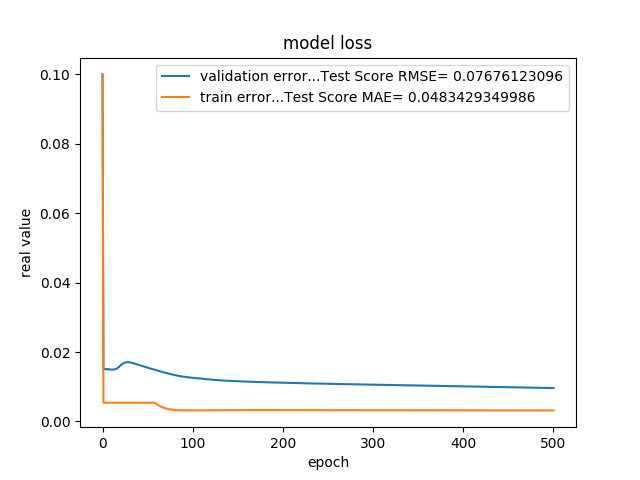 model loss
validation error...Test Score RMSE= 0.07676123096
train error...Test Score MAE= 0.0483429349986
real value
0.10
0.08
0.06
0.04
0.02
0.00
0 100 200 300 400 500
epoch